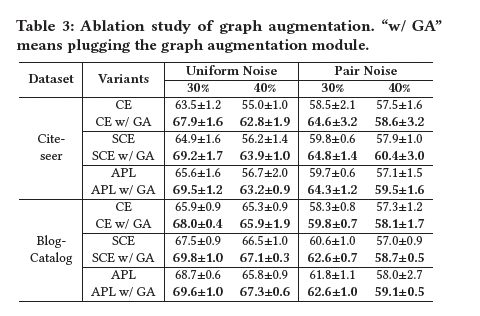 Table 3: Ablation study of graph augmentation. “w/ GA”
means plugging the graph augmentation module.
Dataset Variants Uniform Noise Pair Noise
30% 40% 30% 40%
CE 63.5±1.2 55.0±1.0 58.5±2.1 57.5±1.6
CE w/ GA 67.9±1.6 62.8±1.9 64.6±3.2 58.6±3.2
Cite- SCE 64.9±1.6 56.2±1.4 59.8±0.6 57.9±1.0
seer SCE w/ GA 69.2±1.7 63.9±1.0 64.8±1.4 60.4±3.0
APL 65.6±1.6 56.7±2.0 59.7±0.6 57.1±1.5
APL w/ GA 69.5±1.2 63.2±0.9 64.3±1.2 59.5±1.6
CE 65.9±0.9 65.3±0.9 58.3±0.8 57.3±1.2
CE w/ GA 68.0±0.4 65.9±1.9 59.8±0.7 58.1±1.7
Blog- SCE 67.5±0.9 66.5±1.0 60.6±1.0 57.0±0.9
Catalog SCE w/ GA 69.8±1.0 67.1±0.3 62.6±0.7 58.7±0.5
APL 68.7±0.6 65.8±0.9 61.8±1.1 58.0±2.7
APL w/ GA 69.6±1.0 67.3±0.6 62.6±1.0 59.1±0.5